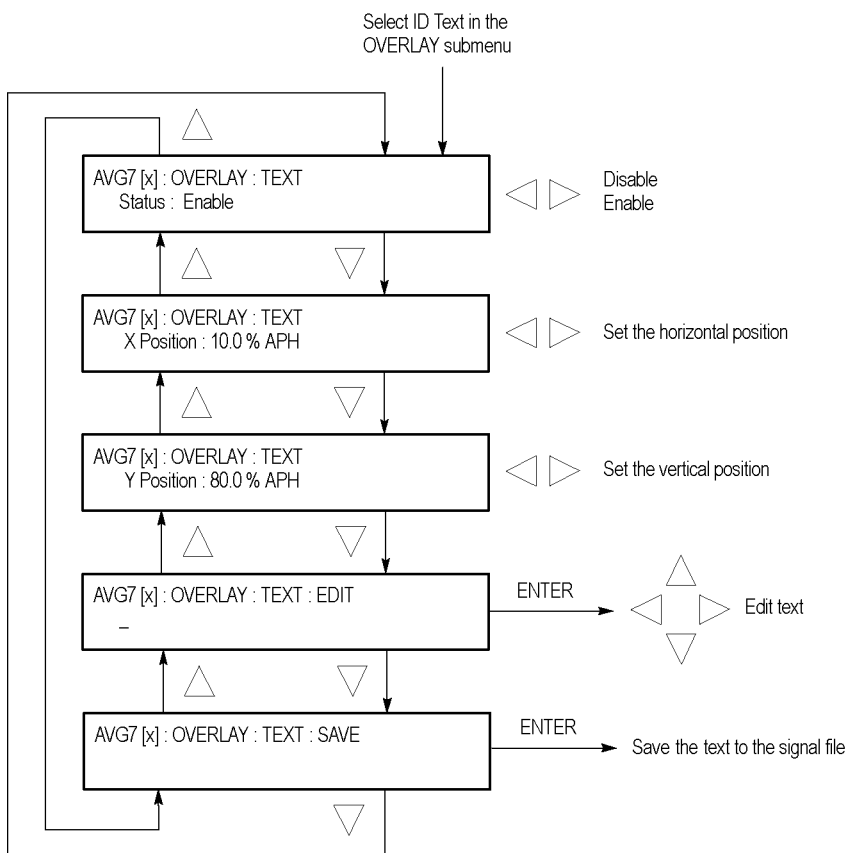 Select ID Text in the
OVERLAY submenu
AVG7 [x] : OVERLAY : TEXT
Status : Enable
Disable
Enable
AVG7 [x] : OVERLAY : TEXT
X Position : 10.0 % APH
Set the horizontal position
AVG7 [x] : OVERLAY : TEXT
Y Position : 80.0 % APH
Set the vertical position
AVG7 [x] : OVERLAY : TEXT : EDIT
_
ENTER
Edit text
AVG7 [x] : OVERLAY : TEXT : SAVE
ENTER
Save the text to the signal file